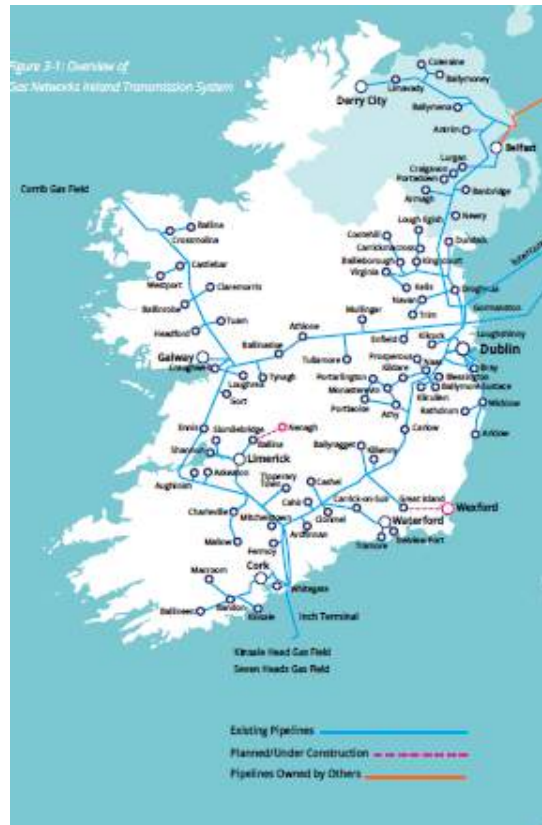 Figure 3-1: Overview of
Gas Networks Ireland Transmission System
Coleraine
Ballymoney
Limavady
Derry City
Ballymena
Antrim
Belfast
Lurgan
Craigavon
Portadown
Armagh
Banbridge
Newry
Corrib Gas Field
Ballina
Crossmolina
Lough Egish
Cootehill
Carrickmacross
Dundalk
Bailieborough
Kingscourt
Virginia
Castlebar
Westport
Claremorris
Kells
Navan
Drogheda
Trim
Gormanston
Ballinrobe
Tuam
Headford
Mullingar
Athlone
Ballinasloe
Enfield
Kilcock
Loughshinny
Galway
Dublin
Tullamore
Prosperous
Naas
Loughrea
Tynagh
Gort
Portarlington
Kildare
Blessington
Bray
Monasterevin
Kilcullen
Portlaoise
Athy
Rathdrum
Wicklow
Arklow
Carlow
Ennis
Nenagh
Ballina
Shannon
Limerick
Ballyragget
Kilkenny
Askeaton
Aughinish
Tipperary
Town
Cashel
Cahir
Carrick-on-Suir
Great Island
Wexford
Charleville
Mitchelstown
Clonmel
Ardfinnan
Waterford
Tramore
Belview Port
Mallow
Fermoy
Macroom
Cork
Whitegate
Ballineen
Bandon
Kinsale
Inch Terminal
Kinsale Head Gas Field
Seven Heads Gas Field
Existing Pipelines
Planned/Under Construction
Pipelines Owned by Others